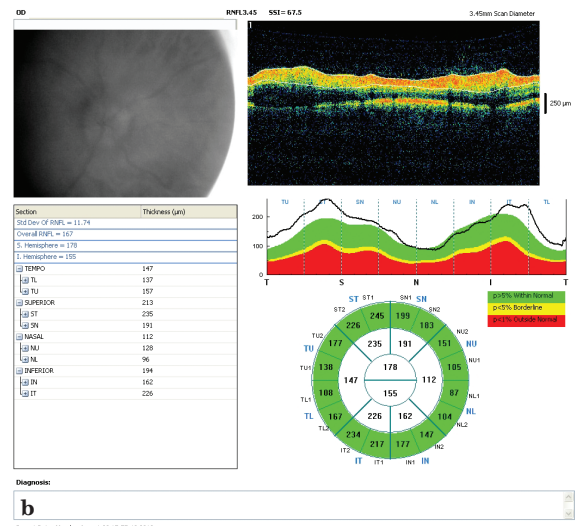 OD RNFL3.45 SSI= 67.5 3.45mm Scan Diameter
1
250 µm
Section Thickness (µm)
Std Dev Of RNFL = 11.74
Overall RNFL = 167
S. Hemisphere = 178
I. Hemisphere = 155
TEMPO 147
TL 137
TU 157
SUPERIOR 213
ST 235
SN 191
NASAL 112
NU 128
NL 96
INFERIOR 194
IN 162
IT 226
TU ST SN NU NL IN IT TL
200
100
0
T S N I T
p>5% Within Normal
p<5% Borderline
p<1% Outside Normal
ST ST1 SN1 SN
ST2 245 199 SN2
226 183
TU2 177 235 191 151 NU2
TU NU
TU1 138 178 105 NU1
147 112
155
TL1 108 87 NL1
TL 226 162 NL
TL2 167 104 NL2
234 147
IT2 217 177 IN2
IT IT1 IN1 IN
Diagnosis:
b